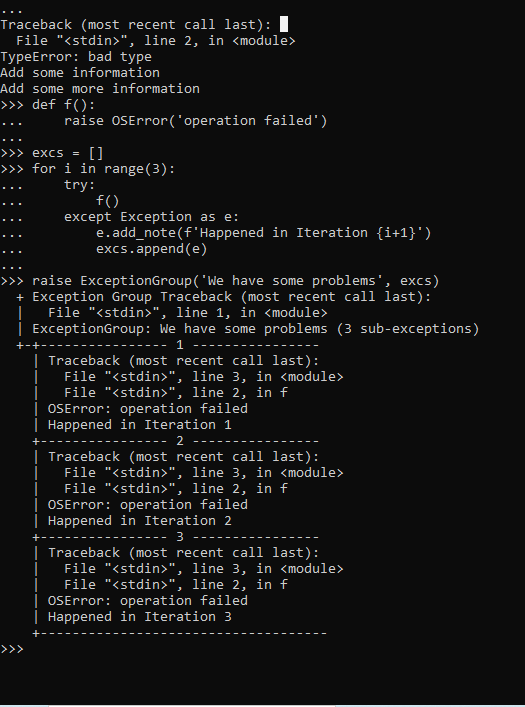 ...
Traceback (most recent call last):
  File "<stdin>", line 2, in <module>
TypeError: bad type
Add some information
Add some more information
>>> def f():
...     raise OSError('operation failed')
...
>>> excs = []
>>> for i in range(3):
...     try:
...         f()
...     except Exception as e:
...         e.add_note(f'Happened in Iteration {i+1}')
...         excs.append(e)
...
>>> raise ExceptionGroup('We have some problems', excs)
  + Exception Group Traceback (most recent call last):
  |   File "<stdin>", line 1, in <module>
  | ExceptionGroup: We have some problems (3 sub-exceptions)
  +-+---------------- 1 ----------------
    | Traceback (most recent call last):
    |   File "<stdin>", line 3, in <module>
    |   File "<stdin>", line 2, in f
    | OSError: operation failed
    | Happened in Iteration 1
    +---------------- 2 ----------------
    | Traceback (most recent call last):
    |   File "<stdin>", line 3, in <module>
    |   File "<stdin>", line 2, in f
    | OSError: operation failed
    | Happened in Iteration 2
    +---------------- 3 ----------------
    | Traceback (most recent call last):
    |   File "<stdin>", line 3, in <module>
    |   File "<stdin>", line 2, in f
    | OSError: operation failed
    | Happened in Iteration 3
    +------------------------------------
>>>